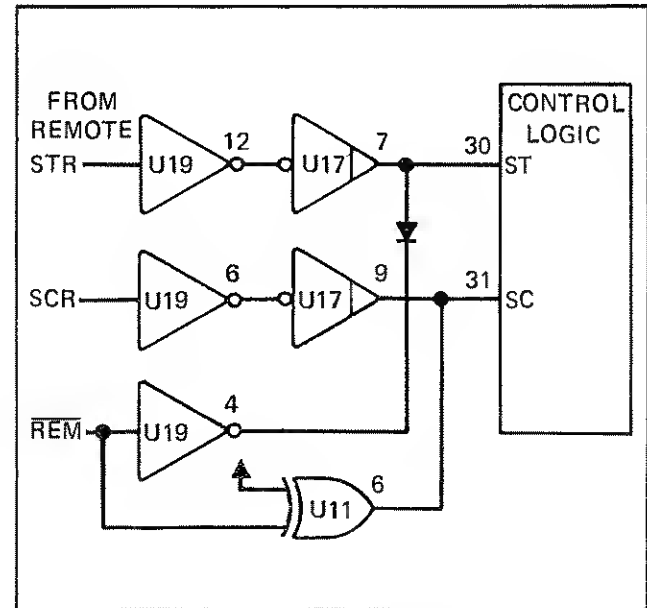 FROM
REMOTE
CONTROL
LOGIC
STR
U19
12
U17
7
30
ST
SCR
U19
6
U17
9
31
SC
REM
U19
4
U11
6